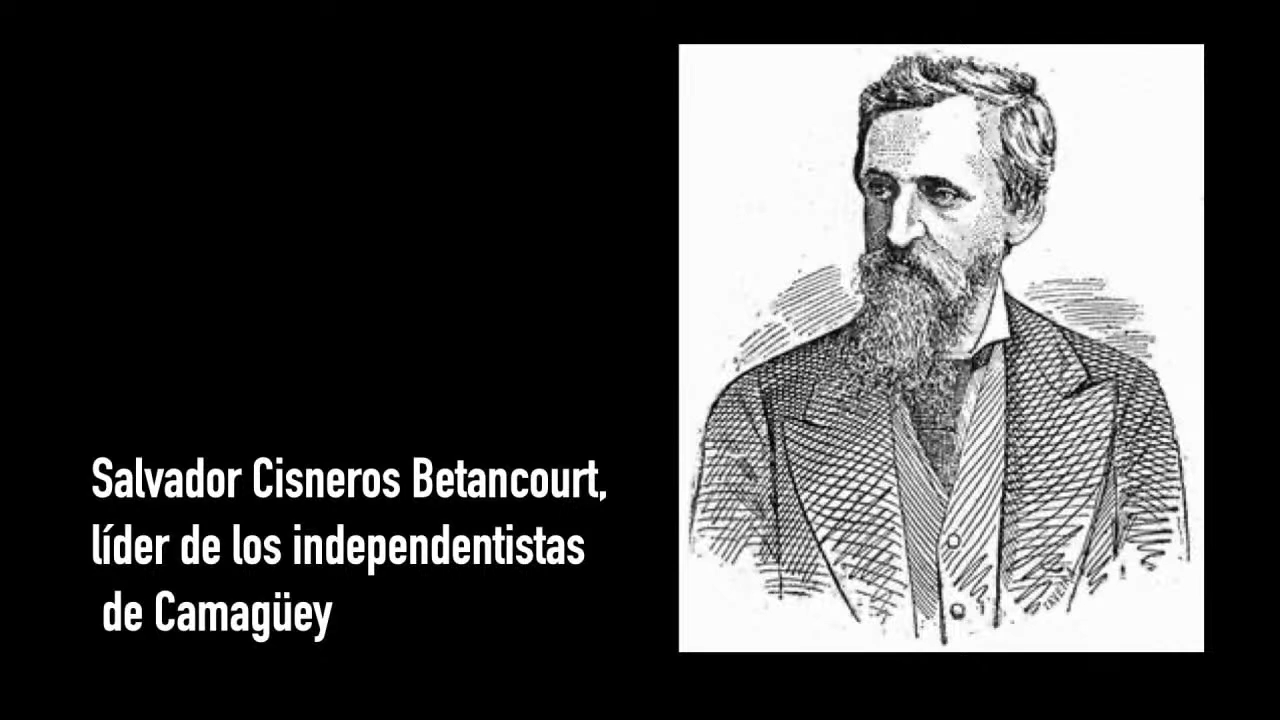 Salvador Cisneros Betancourt,
líder de los independentistas
de Camagüey